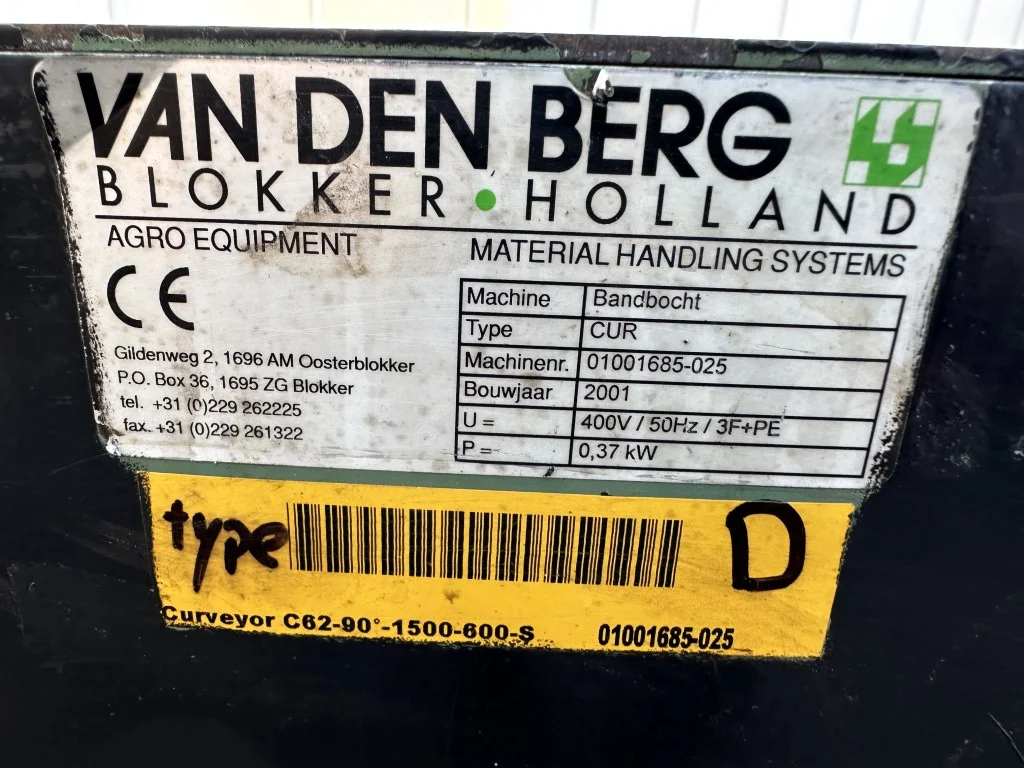 VAN DEN BERG
BLOKKER • HOLLAND
AGRO EQUIPMENT MATERIAL HANDLING SYSTEMS
CE
Gildenweg 2, 1696 AM Oosterblokker
P.O. Box 36, 1695 ZG Blokker
tel. +31 (0)229 262225
fax. +31 (0)229 261322
Machine Bandbocht
Type CUR
Machinenr. 01001685-025
Bouwjaar 2001
U = 400V / 50Hz / 3F+PE
P = 0,37 kW
type D
Curveyor C62-90°-1500-600-S 01001685-025